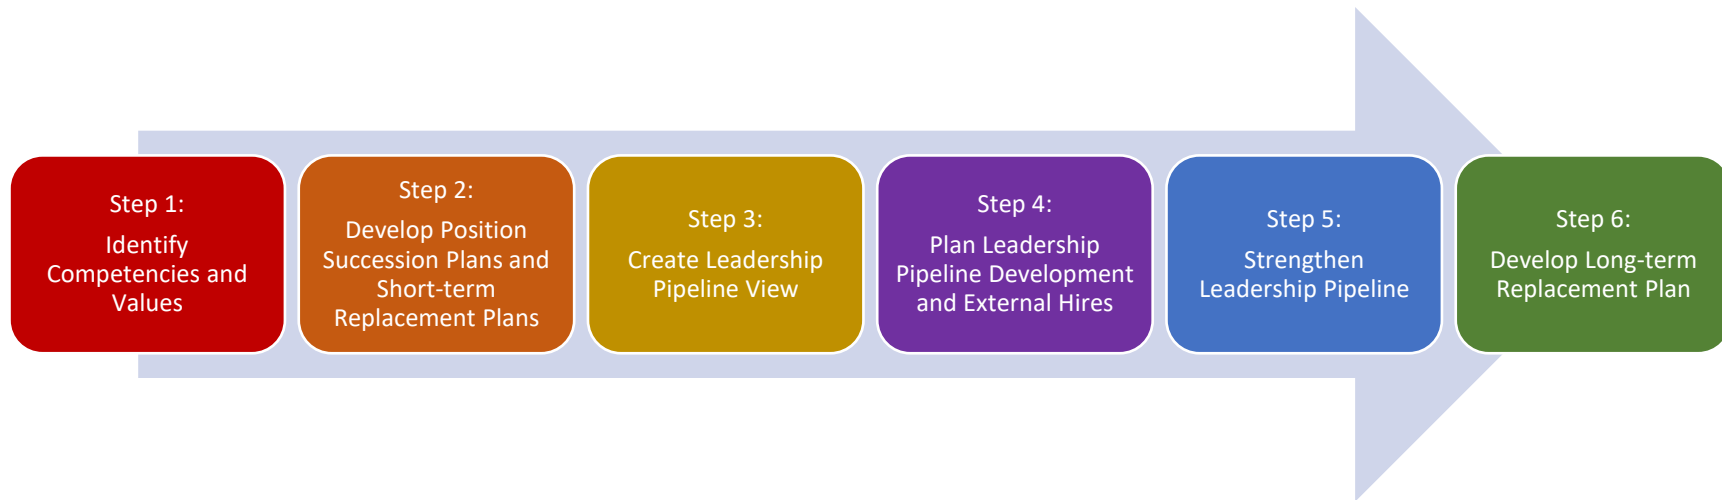 Step 1:
Identify
Competencies and
Values
Step 2:
Develop Position
Succession Plans and
Short-term
Replacement Plans
Step 3:
Create Leadership
Pipeline View
Step 4:
Plan Leadership
Pipeline Development
and External Hires
Step 5:
Strengthen
Leadership Pipeline
Step 6:
Develop Long-term
Replacement Plan